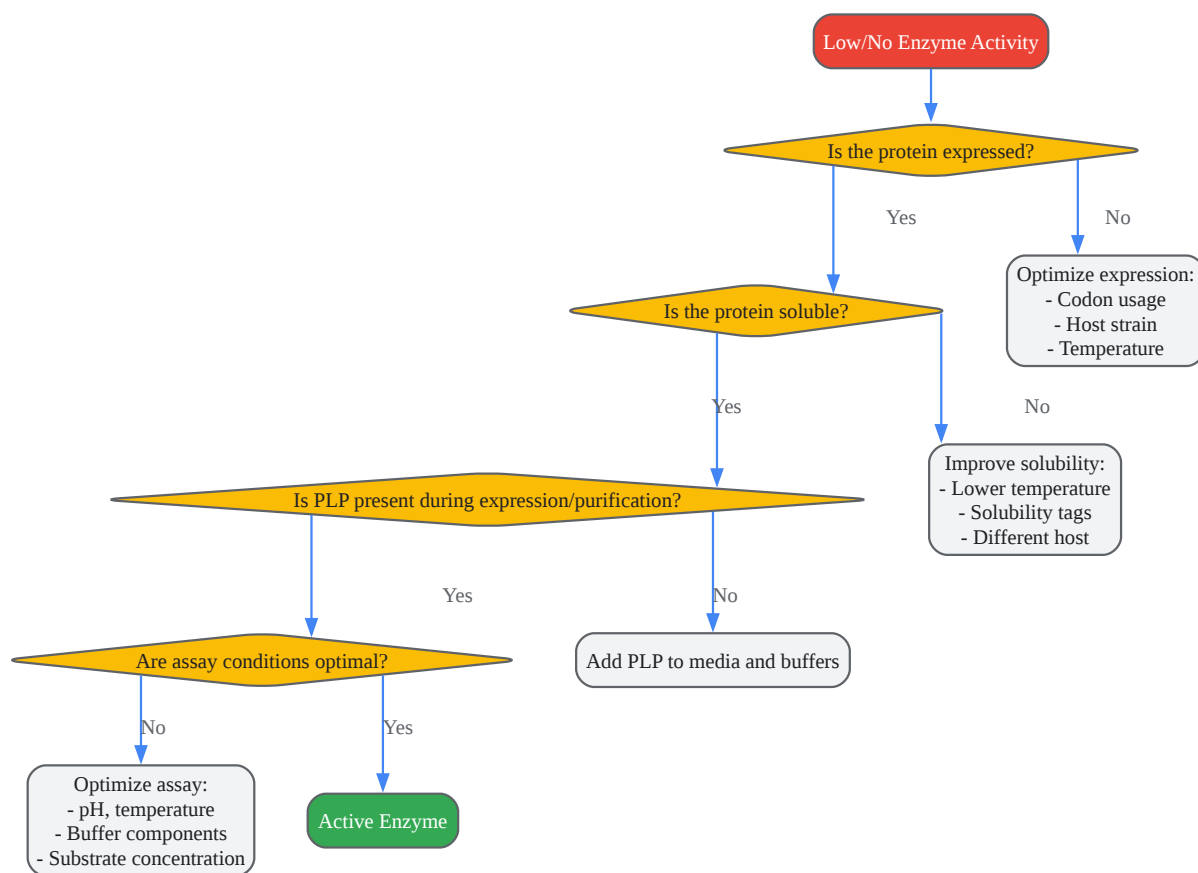 Low/No Enzyme Activity
Is the protein expressed?
Yes
No
Optimize expression:
- Codon usage
- Host strain
- Temperature
Is the protein soluble?
Yes
No
Improve solubility:
- Lower temperature
- Solubility tags
- Different host
Is PLP present during expression/purification?
Yes
No
Add PLP to media and buffers
Are assay conditions optimal?
No
Yes
Optimize assay:
- pH, temperature
- Buffer components
- Substrate concentration
Active Enzyme